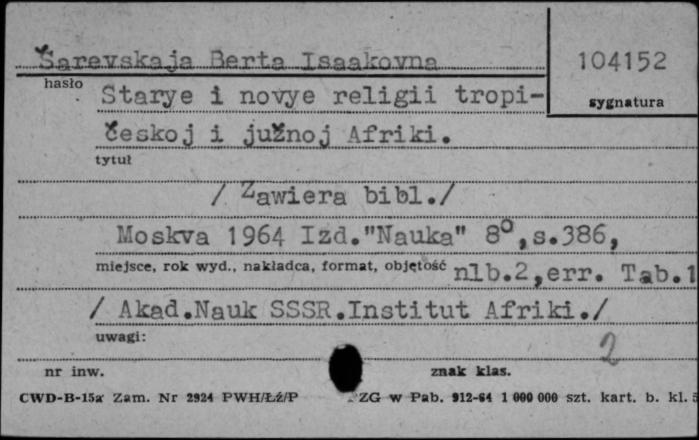 Šarevskaja Berta Isaakovna
104152
hasło
sygnatura
Starye i novye religii tropi-
českoj i južnoj Afriki.
tytuł
/ Zawiera bibl./
Moskva 1964 Izd."Nauka" 8°,s.386,
miejsce, rok wyd., nakładca, format, objętość
nlb.2,err. Tab.1
/ Akad.Nauk SSSR.Institut Afriki./
uwagi:
2
nr inw.
znak klas.
CWD-B-15a Zam. Nr 2924 PWH/Łź/P
PZG w Pab. 912-64 1 000 000 szt. kart. b. kl. 5